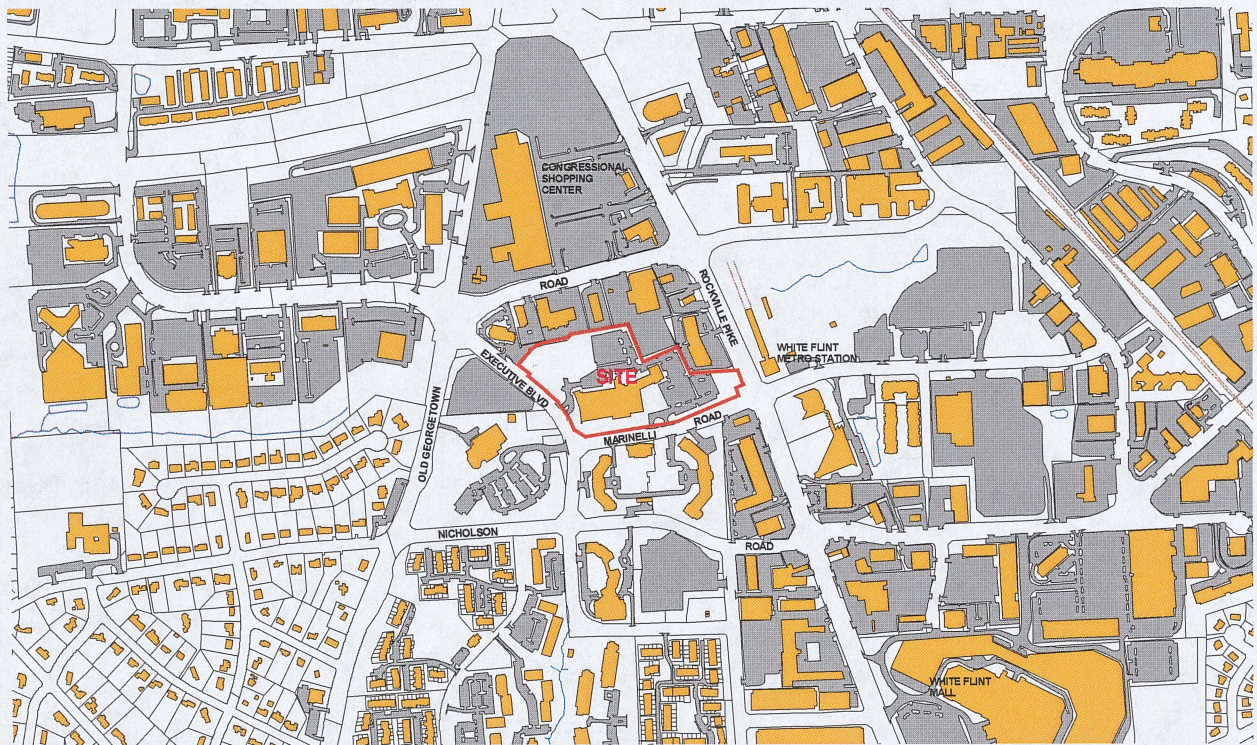 CONGRESSIONAL
SHOPPING
CENTER
ROAD
ROCKVILLE PIKE
WHITE FLINT
METRO STATION
EXECUTIVE BLVD
SITE
OLD GEORGETOWN
MARINELLI
ROAD
NICHOLSON
ROAD
WHITE FLINT
MALL